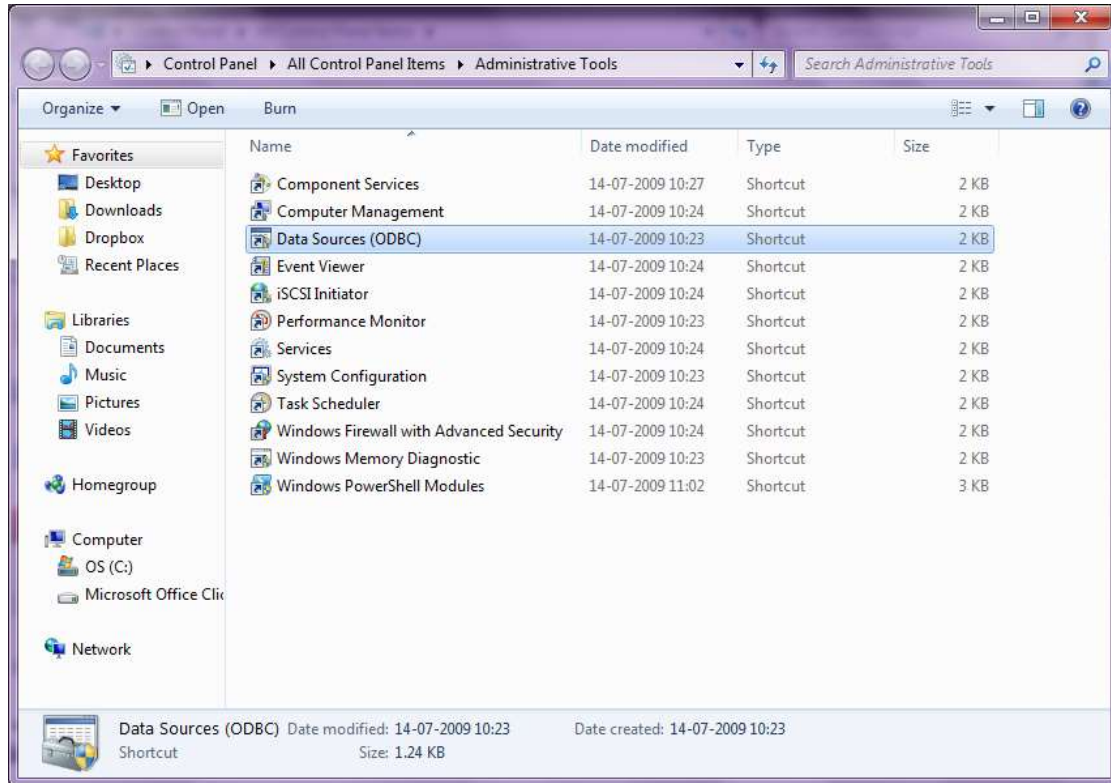 Control Panel ▸ All Control Panel Items ▸ Administrative Tools
Search Administrative Tools
Organize Open Burn
Favorites
Desktop
Downloads
Dropbox
Recent Places
Libraries
Documents
Music
Pictures
Videos
Homegroup
Computer
OS (C:)
Microsoft Office Clic
Network
Name Date modified Type Size
Component Services 14-07-2009 10:27 Shortcut 2 KB
Computer Management 14-07-2009 10:24 Shortcut 2 KB
Data Sources (ODBC) 14-07-2009 10:23 Shortcut 2 KB
Event Viewer 14-07-2009 10:24 Shortcut 2 KB
iSCSI Initiator 14-07-2009 10:24 Shortcut 2 KB
Performance Monitor 14-07-2009 10:23 Shortcut 2 KB
Services 14-07-2009 10:24 Shortcut 2 KB
System Configuration 14-07-2009 10:23 Shortcut 2 KB
Task Scheduler 14-07-2009 10:24 Shortcut 2 KB
Windows Firewall with Advanced Security 14-07-2009 10:24 Shortcut 2 KB
Windows Memory Diagnostic 14-07-2009 10:23 Shortcut 2 KB
Windows PowerShell Modules 14-07-2009 11:02 Shortcut 3 KB
Data Sources (ODBC) Date modified: 14-07-2009 10:23 Date created: 14-07-2009 10:23
Shortcut Size: 1.24 KB